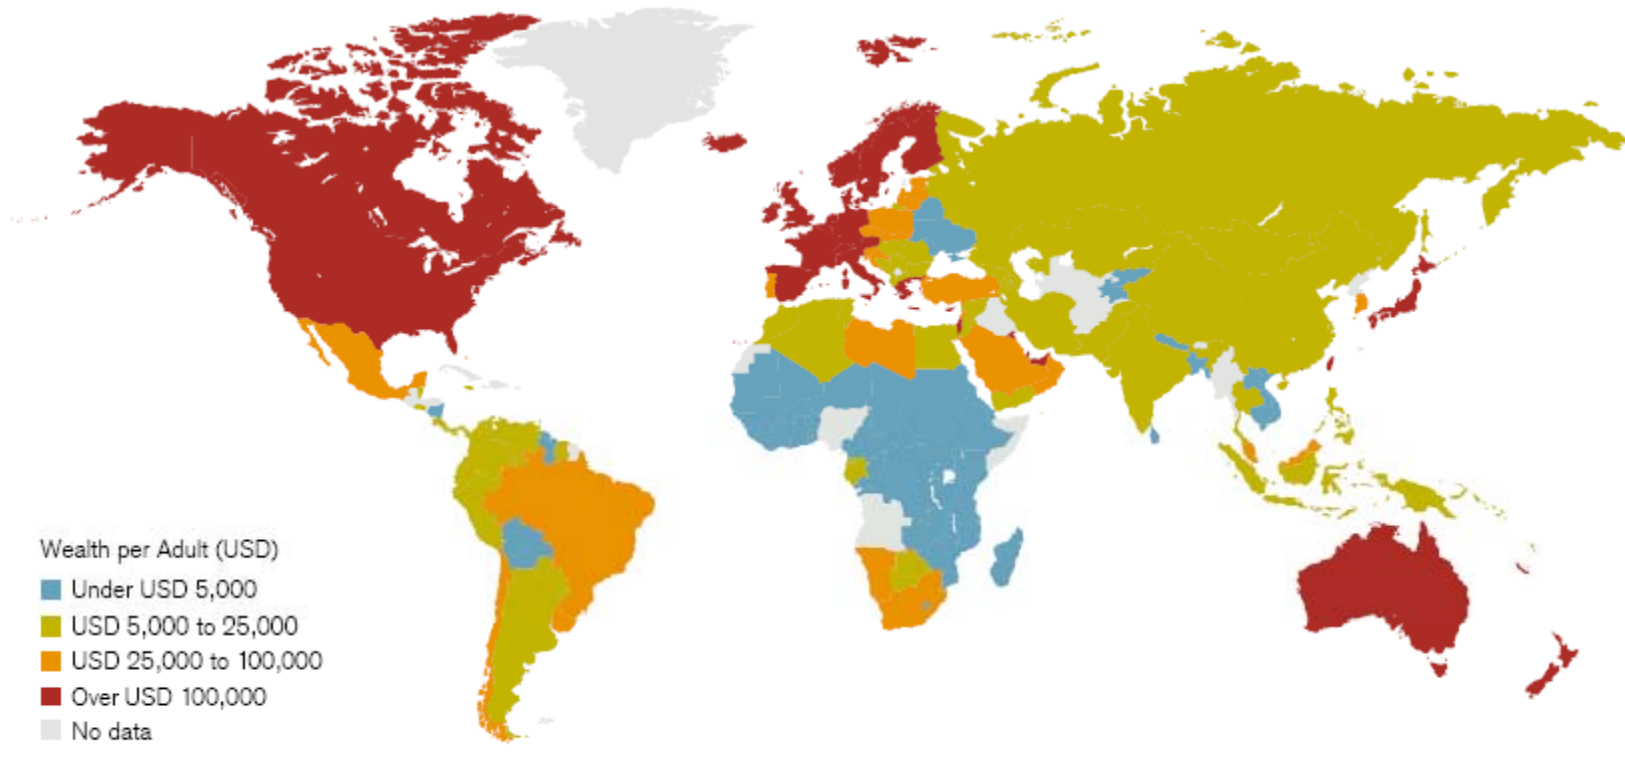 Wealth per Adult (USD)
Under USD 5,000
USD 5,000 to 25,000
USD 25,000 to 100,000
Over USD 100,000
No data